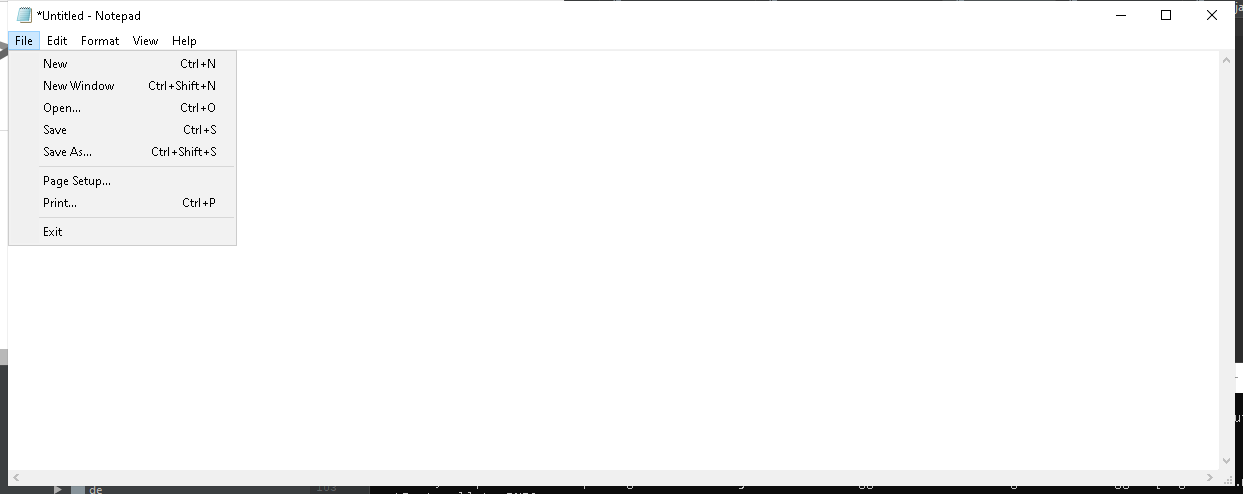 *Untitled - Notepad
File Edit Format View Help
New Ctrl+N
New Window Ctrl+Shift+N
Open... Ctrl+O
Save Ctrl+S
Save As... Ctrl+Shift+S
Page Setup...
Print... Ctrl+P
Exit
de 103